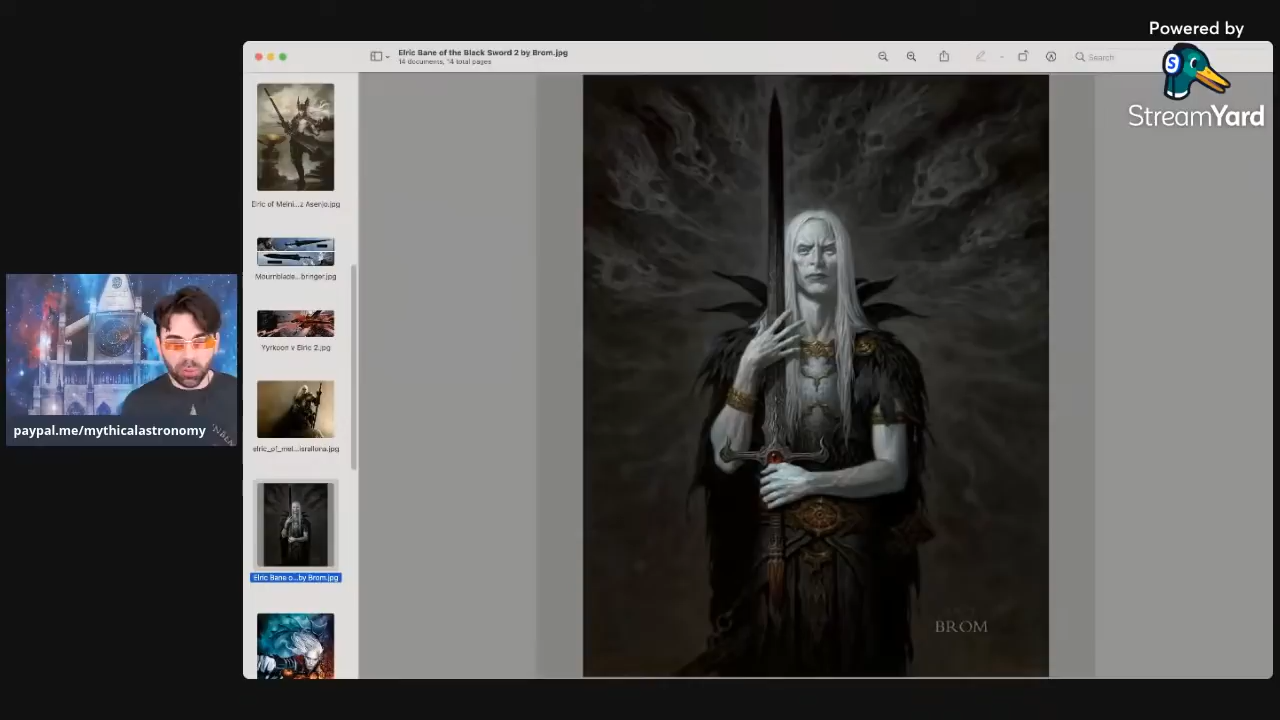 Powered by
StreamYard
Elric Bane of the Black Sword 2 by Brom.jpg
14 documents, 14 total pages
Search
Elric of Melni...z Asenjo.jpg
Mournblade...bringer.jpg
Yyrkoon v Elric 2.jpg
elric_of_mel...
Elric Bane o...by Brom.jpg
paypal.me/mythicalastronomy
BROM